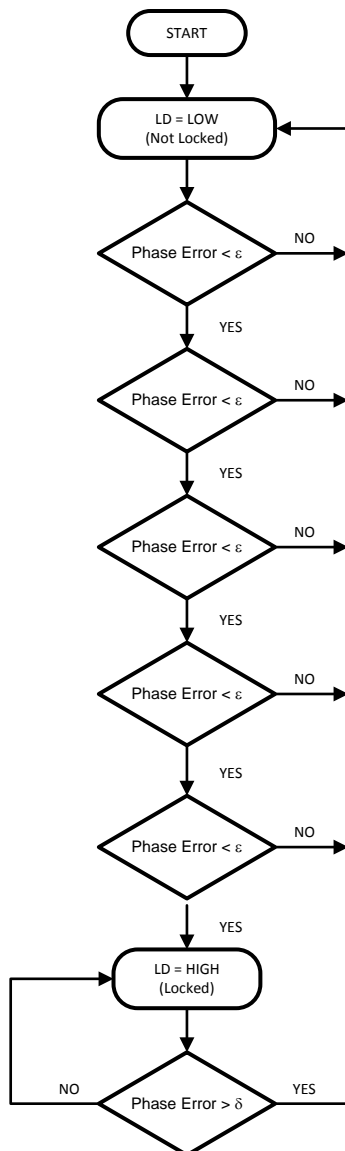 START
LD = LOW
(Not Locked)
Phase Error < ε
NO
YES
Phase Error < ε
NO
YES
Phase Error < ε
NO
YES
Phase Error < ε
NO
YES
Phase Error < ε
NO
YES
LD = HIGH
(Locked)
NO
Phase Error > δ
YES